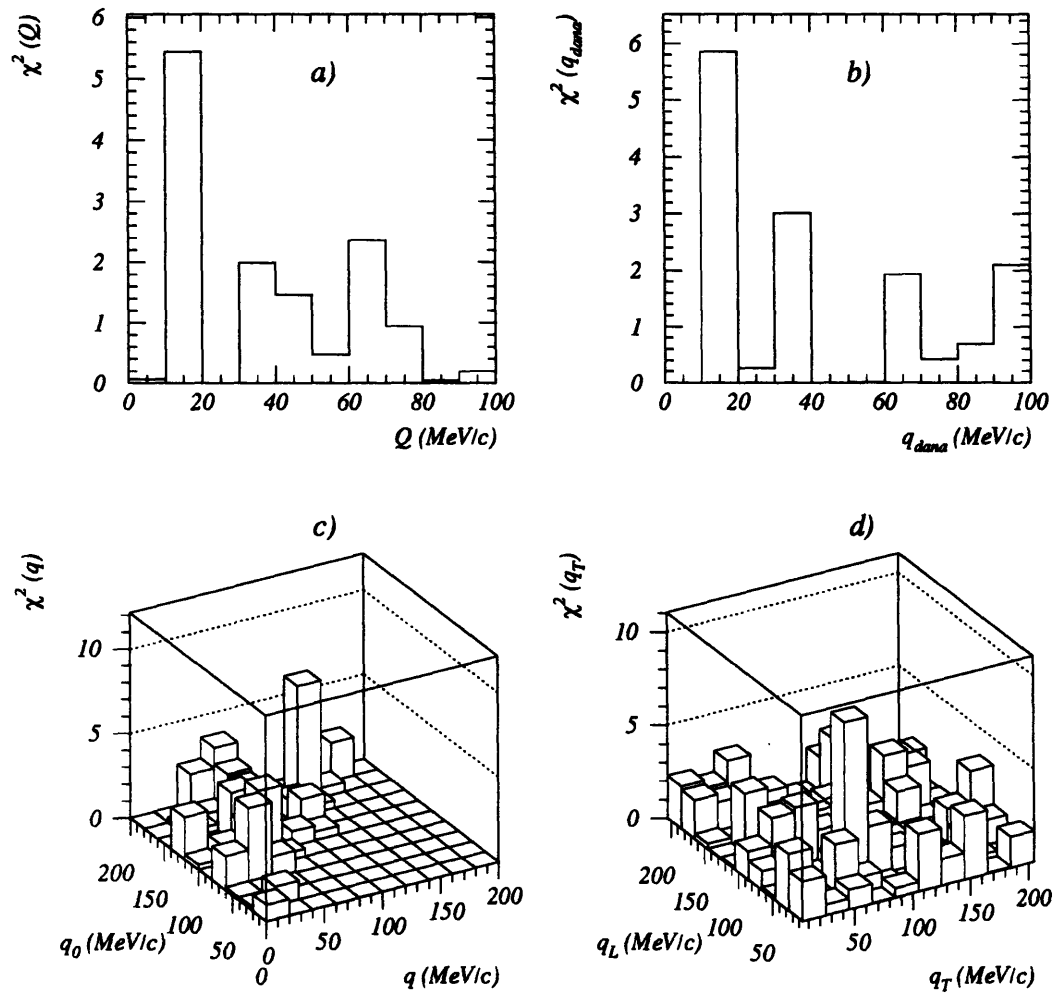 a)
χ² (Q)
6
5
4
3
2
1
0
0 20 40 60 80 100
Q (MeV/c)
b)
χ² (q_dana)
6
5
4
3
2
1
0
0 20 40 60 80 100
q_dana (MeV/c)
c)
χ² (q)
10
5
0
200
150
100
50
0
q₀ (MeV/c)
0
50
100
150
200
q (MeV/c)
d)
χ² (q_T)
10
5
0
200
150
100
50
q_L (MeV/c)
50
100
150
200
q_T (MeV/c)